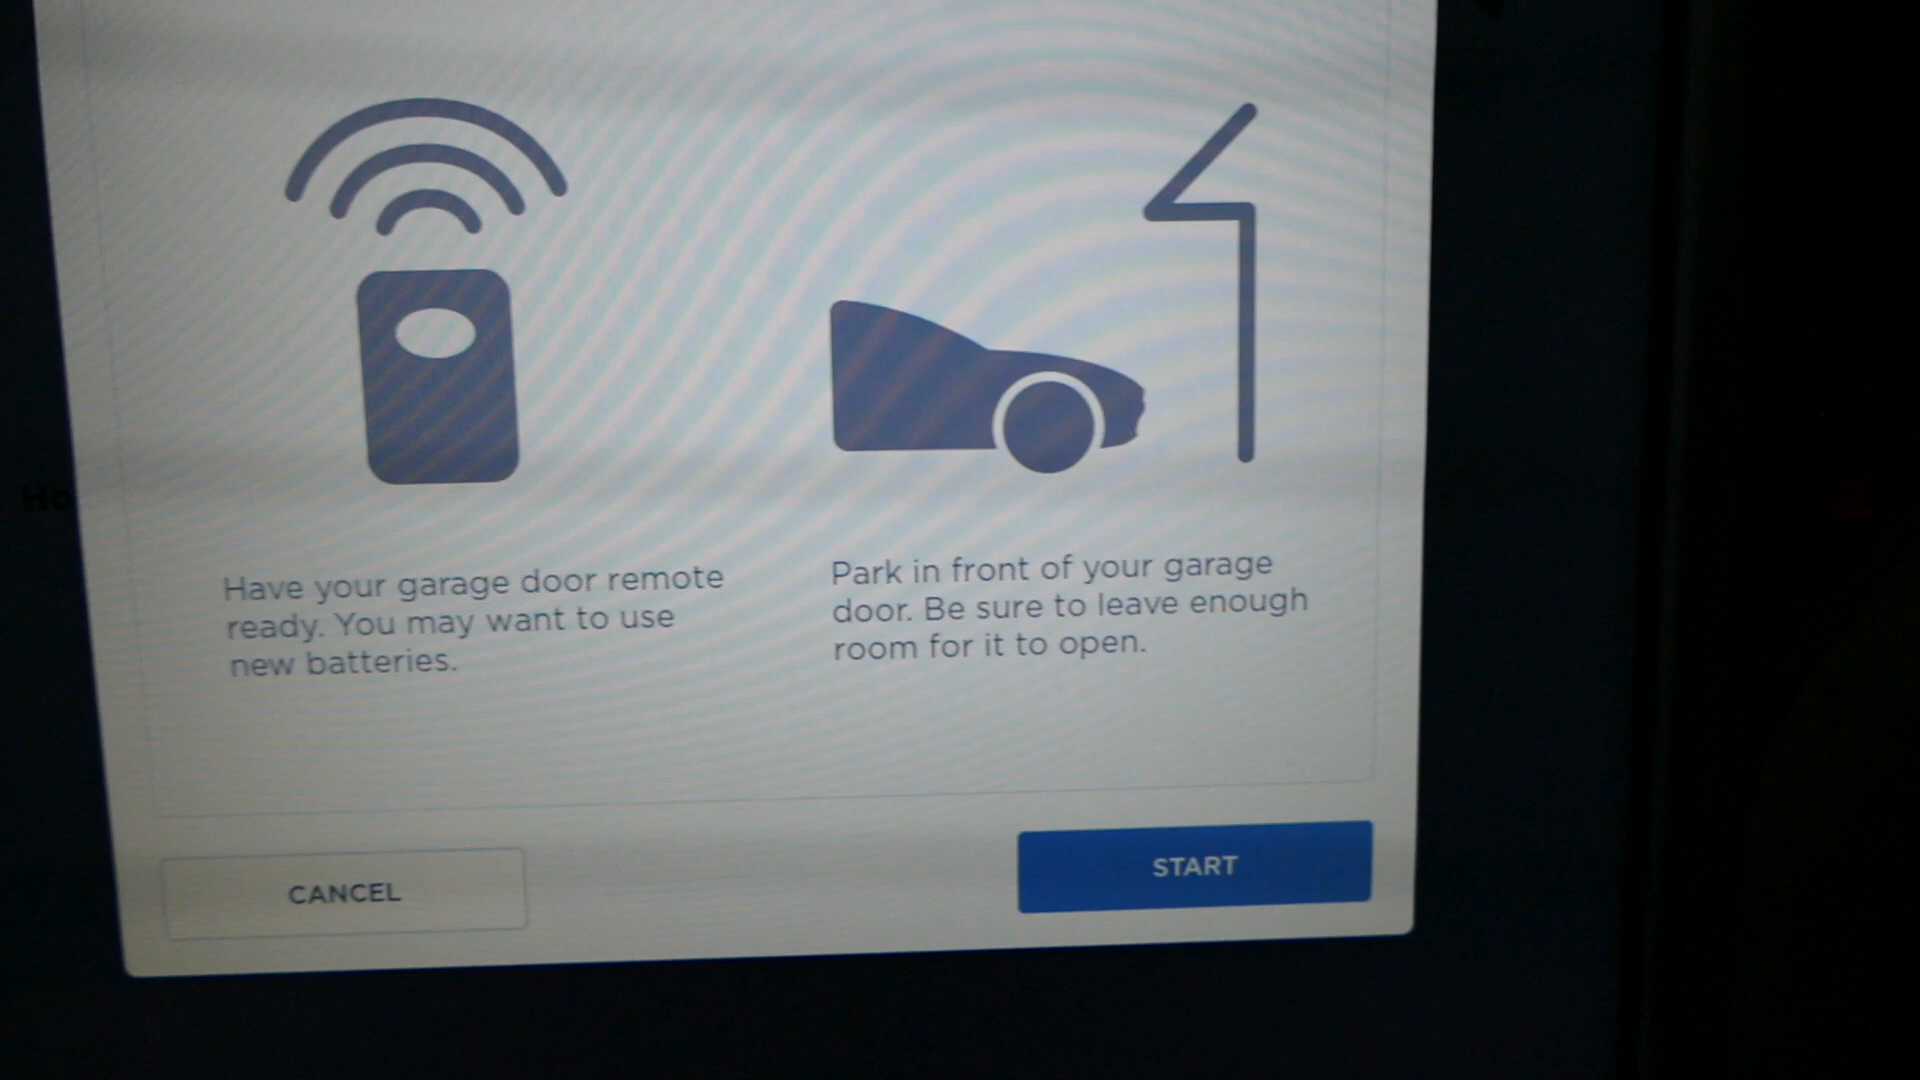 Ho
Have your garage door remote
ready. You may want to use
new batteries.
Park in front of your garage
door. Be sure to leave enough
room for it to open.
CANCEL
START